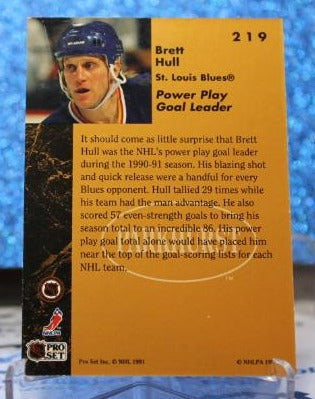 219
Brett
Hull
St. Louis Blues®
Power Play
Goal Leader
It should come as little surprise that Brett
Hull was the NHL's power play goal leader
during the 1990-91 season. His blazing shot
and quick release were a handful for every
Blues opponent. Hull tallied 29 times while
his team had the man advantage. He also
scored 57 even-strength goals to bring his
season total to an incredible 86. His power
play goal total alone would have placed him
near the top of the goal-scoring lists for each
NHL team.
PARKHURST
TM
NHLPA
PRO
SET
Pro Set Inc. © NHL 1991
© NHLPA 19